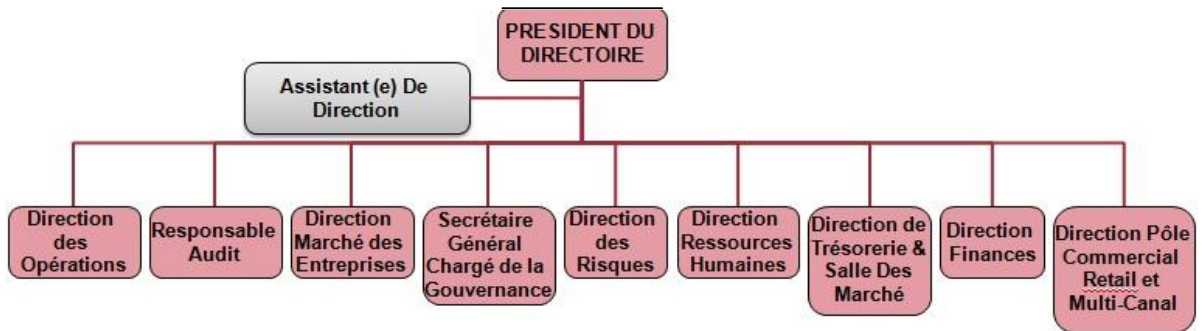 PRESIDENT DU
DIRECTOIRE
Assistant (e) De
Direction
Direction
des
Opérations
Responsable
Audit
Direction
Marché des
Entreprises
Secrétaire
Général
Chargé de la
Gouvernance
Direction
des
Risques
Direction
Ressources
Humaines
Direction de
Trésorerie &
Salle Des
Marché
Direction
Finances
Direction Pôle
Commercial
Retail et
Multi-Canal